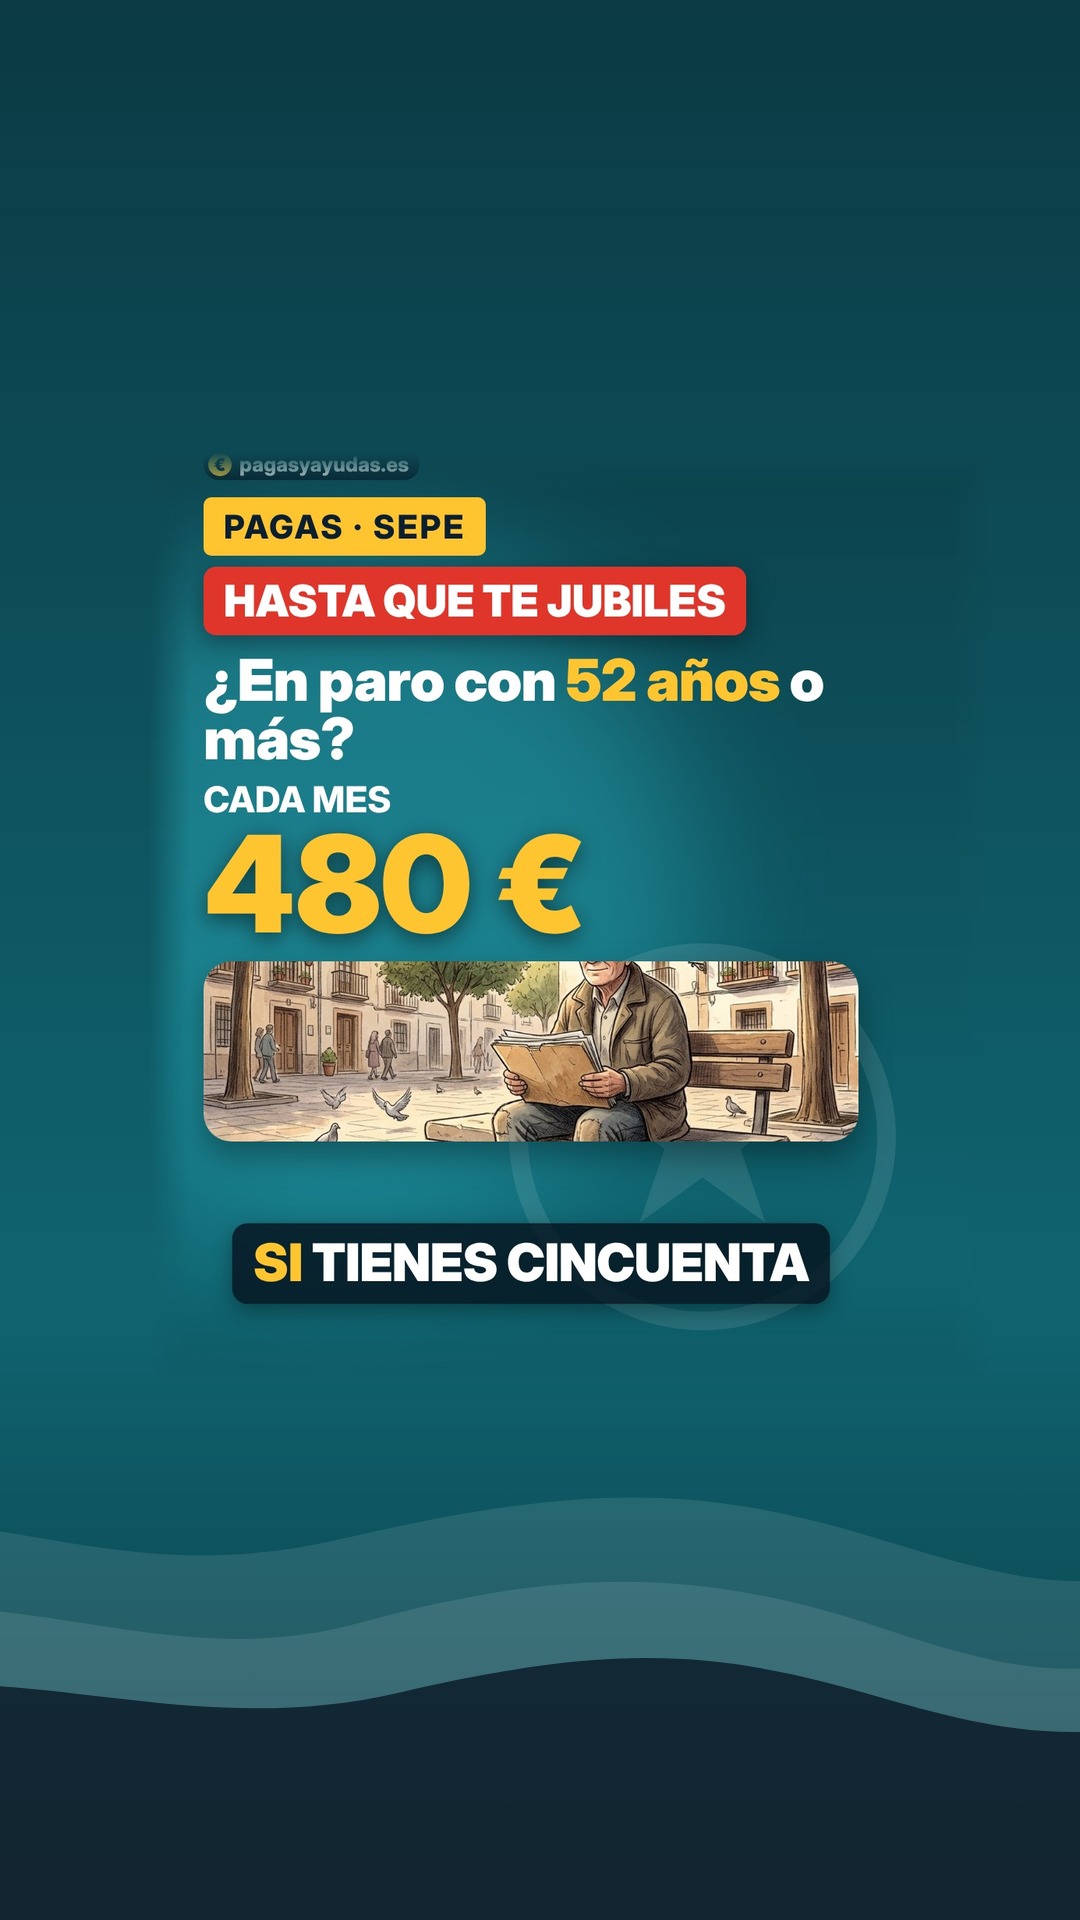 pagasyayudas.es
PAGAS · SEPE
HASTA QUE TE JUBILES
¿En paro con 52 años o
más?
CADA MES
480 €
SI TIENES CINCUENTA